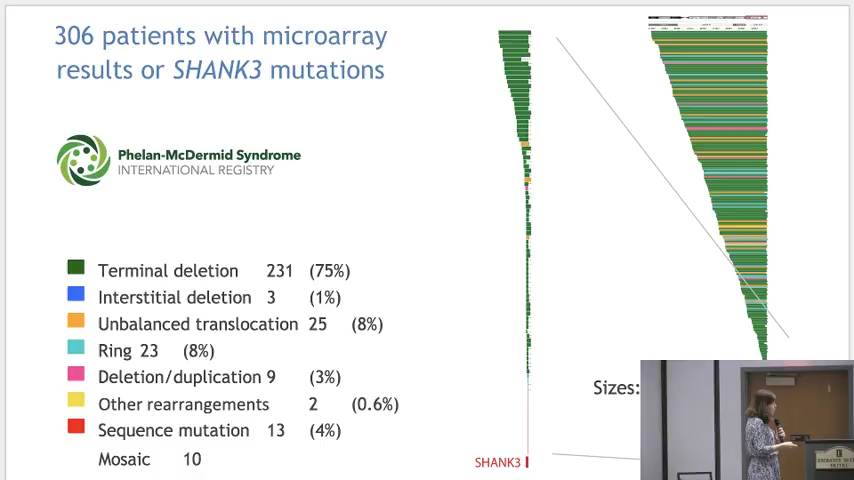 306 patients with microarray
results or SHANK3 mutations
Phelan-McDermid Syndrome
INTERNATIONAL REGISTRY
Terminal deletion 231 (75%)
Interstitial deletion 3 (1%)
Unbalanced translocation 25 (8%)
Ring 23 (8%)
Deletion/duplication 9 (3%)
Other rearrangements 2 (0.6%)
Sequence mutation 13 (4%)
Mosaic 10
Sizes:
SHANK3